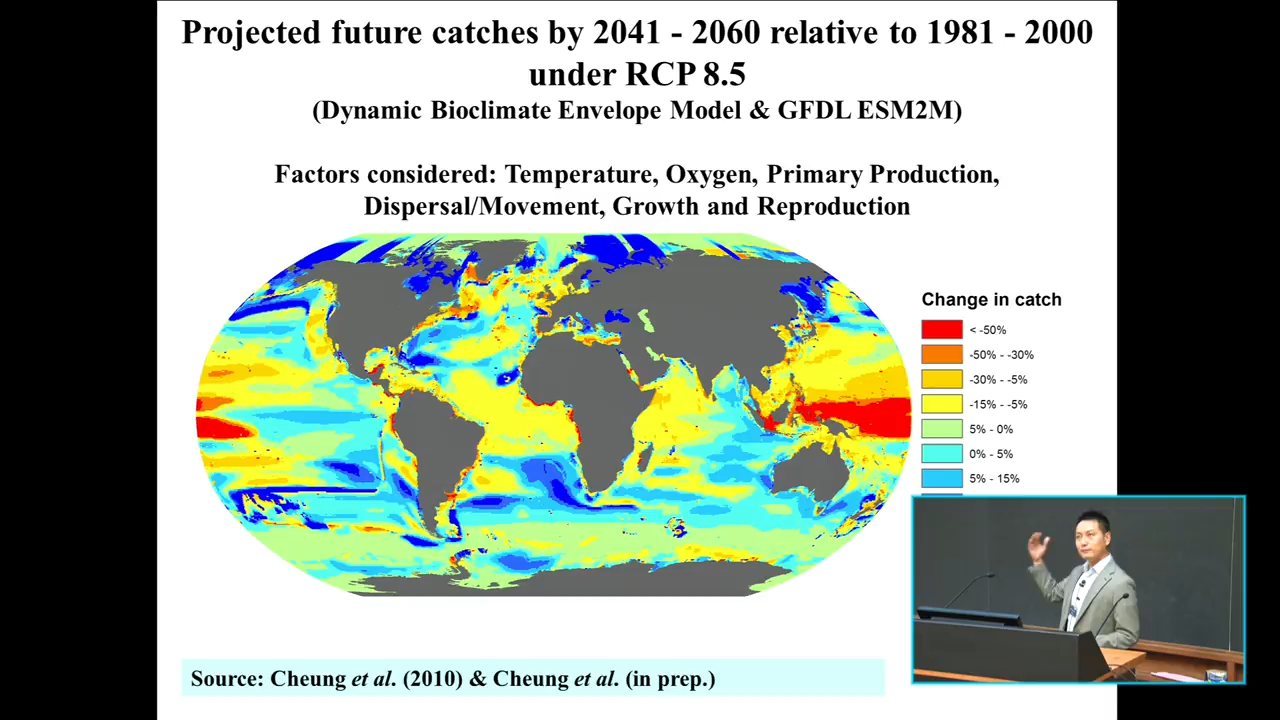 Projected future catches by 2041 - 2060 relative to 1981 - 2000
under RCP 8.5
(Dynamic Bioclimate Envelope Model & GFDL ESM2M)
Factors considered: Temperature, Oxygen, Primary Production,
Dispersal/Movement, Growth and Reproduction
Change in catch
< -50%
-50% - -30%
-30% - -5%
-15% - -5%
5% - 0%
0% - 5%
5% - 15%
Source: Cheung et al. (2010) & Cheung et al. (in prep.)